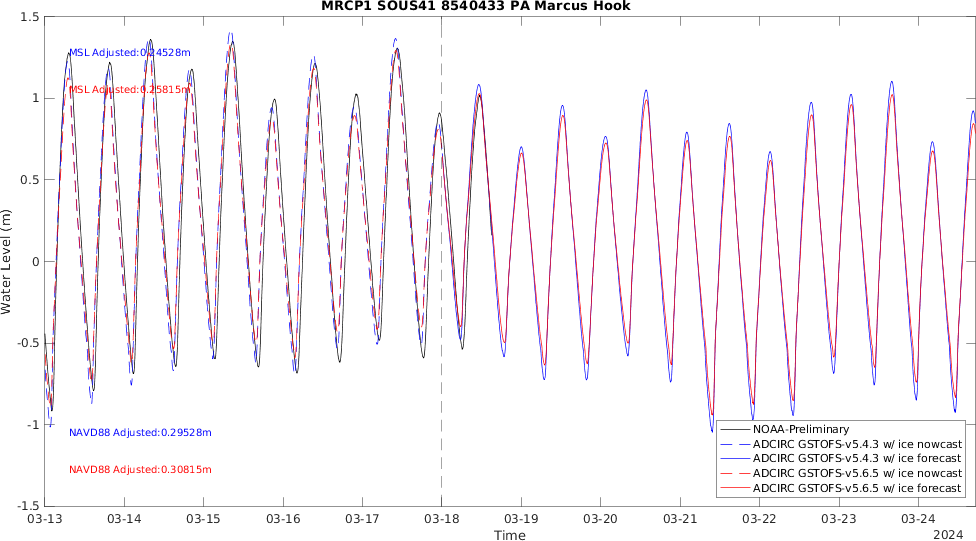 MRCP1 SOUS41 8540433 PA Marcus Hook
1.5
1
0.5
0
-0.5
-1
-1.5
Water Level (m)
MSL Adjusted:0.24528m
MSL Adjusted:0.25815m
NAVD88 Adjusted:0.29528m
NAVD88 Adjusted:0.30815m
NOAA-Preliminary
ADCIRC GSTOFS-v5.4.3 w/ ice nowcast
ADCIRC GSTOFS-v5.4.3 w/ ice forecast
ADCIRC GSTOFS-v5.6.5 w/ ice nowcast
ADCIRC GSTOFS-v5.6.5 w/ ice forecast
03-13 03-14 03-15 03-16 03-17 03-18 03-19 03-20 03-21 03-22 03-23 03-24
Time
2024